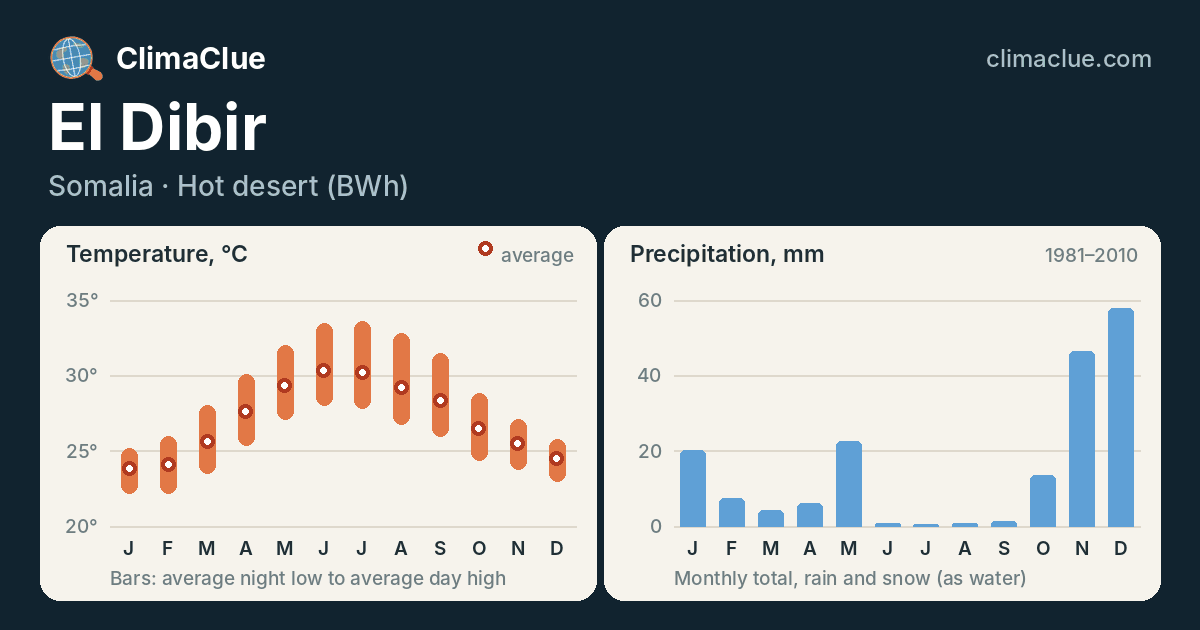 ClimaClue
climaclue.com
El Dibir
Somalia · Hot desert (BWh)
Temperature, °C
average
35°
30°
25°
20°
J F M A M J J A S O N D
Bars: average night low to average day high
Precipitation, mm
1981–2010
60
40
20
0
J F M A M J J A S O N D
Monthly total, rain and snow (as water)